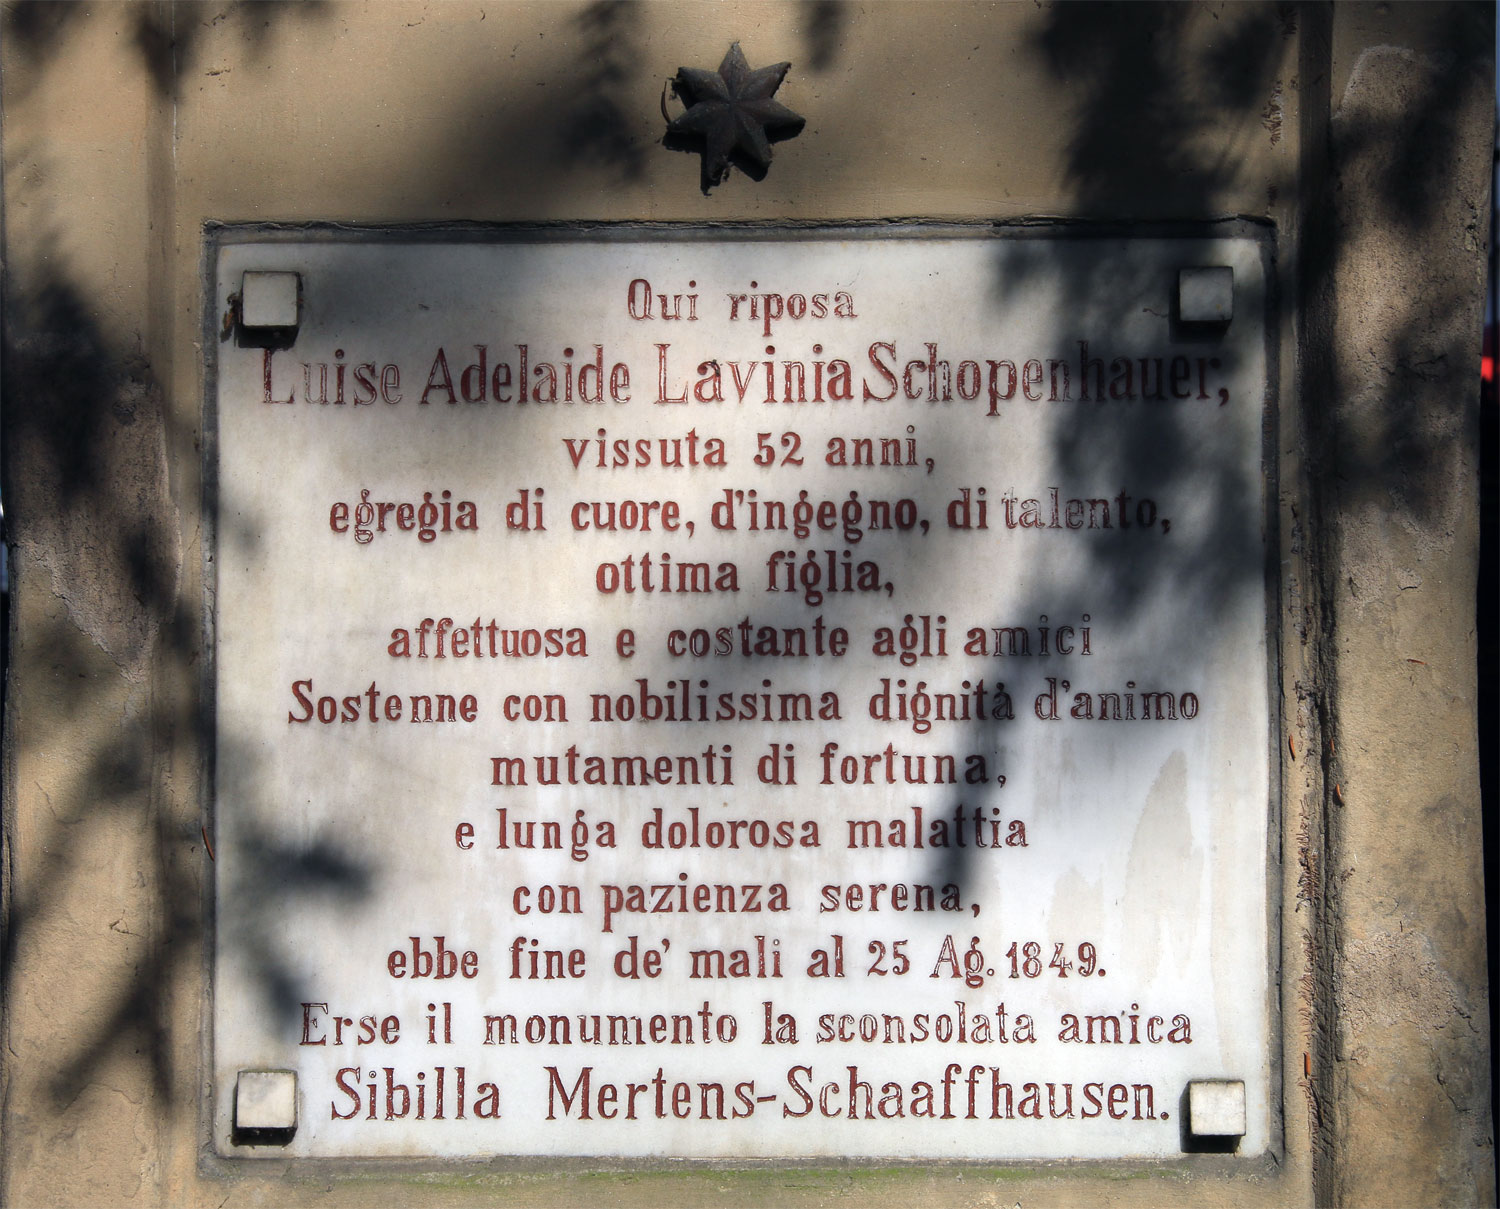 Qui riposa
Luise Adelaide Lavinia Schopenhauer,
vissuta 52 anni,
egregia di cuore, d'ingegno, di talento,
ottima figlia,
affettuosa e costante agli amici
Sostenne con nobilissima dignità d'animo
mutamenti di fortuna,
e lunga dolorosa malattia
con pazienza serena,
ebbe fine de' mali al 25 Ag. 1849.
Erse il monumento la sconsolata amica
Sibilla Mertens-Schaaffhausen.